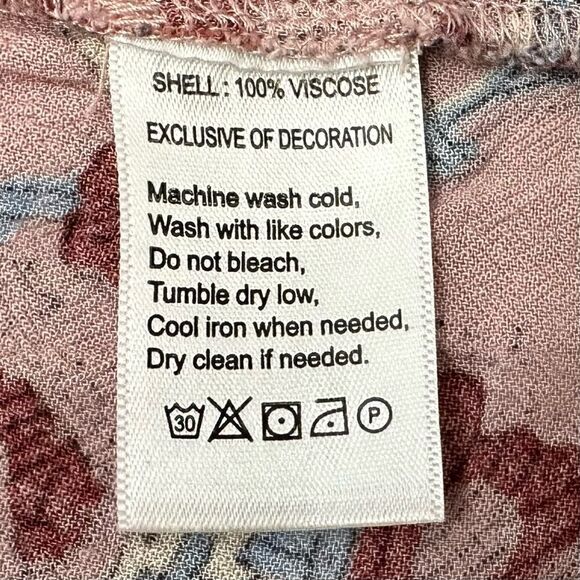 SHELL: 100% VISCOSE
EXCLUSIVE OF DECORATION
Machine wash cold,
Wash with like colors,
Do not bleach,
Tumble dry low,
Cool iron when needed,
Dry clean if needed.
30 P